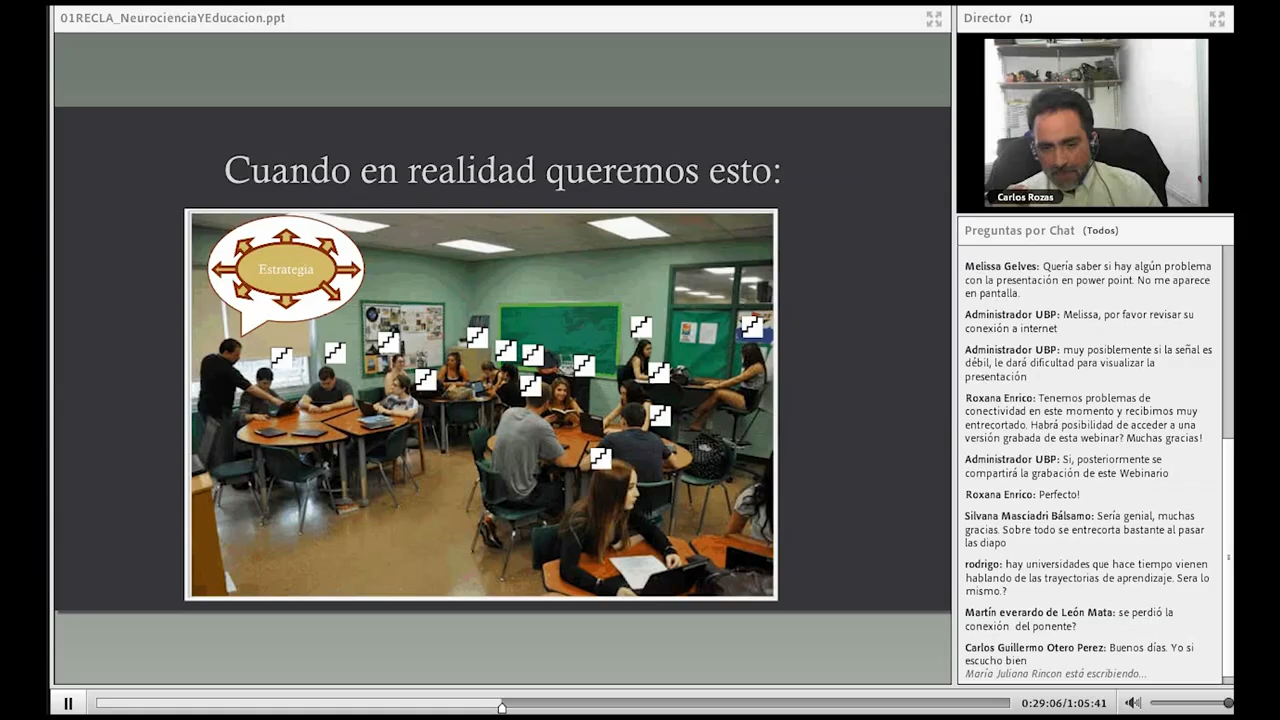 01RECLA_NeurocienciaYEducacion.ppt
Cuando en realidad queremos esto:
Estrategia
Director (1)
Carlos Rozas
Preguntas por Chat (Todos)
Melissa Gelves: Quería saber si hay algún problema
con la presentación en power point. No me aparece
en pantalla.
Administrador UBP: Melissa, por favor revisar su
conexión a internet
Administrador UBP: muy posiblemente si la señal es
débil, le dará dificultad para visualizar la
presentación
Roxana Enrico: Tenemos problemas de
conectividad en este momento y recibimos muy
entrecortado. Habrá posibilidad de acceder a una
versión grabada de esta webinar? Muchas gracias!
Administrador UBP: Si, posteriormente se
compartirá la grabación de este Webinario
Roxana Enrico: Perfecto!
Silvana Masciadri Bálsamo: Sería genial, muchas
gracias. Sobre todo se entrecorta bastante al pasar
las diapo
rodrigo: hay universidades que hace tiempo vienen
hablando de las trayectorias de aprendizaje. Sera lo
mismo.?
Martín everardo de León Mata: se perdió la
conexión del ponente?
Carlos Guillermo Otero Perez: Buenos días. Yo si
escucho bien
María Juliana Rincon está escribiendo...
0:29:06/1:05:41